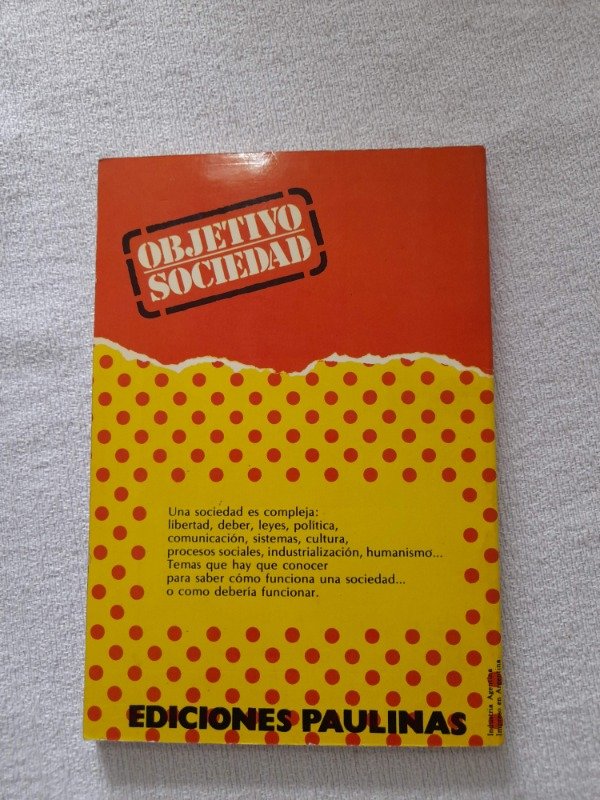 OBJETIVO
SOCIEDAD
Una sociedad es compleja:
libertad, deber, leyes, política,
comunicación, sistemas, cultura,
procesos sociales, industrialización, humanismo...
Temas que hay que conocer
para saber cómo funciona una sociedad...
o como debería funcionar.
EDICIONES PAULINAS
Industria Argentina
Impreso en Argentina